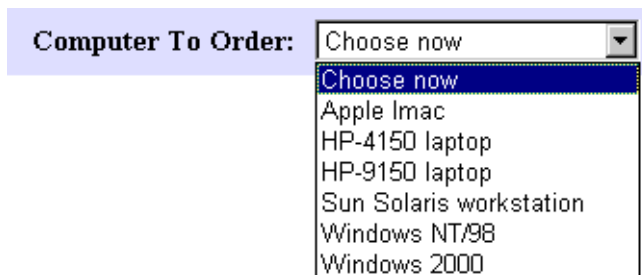 Computer To Order: Choose now
Choose now
Apple Imac
HP-4150 laptop
HP-9150 laptop
Sun Solaris workstation
Windows NT/98
Windows 2000